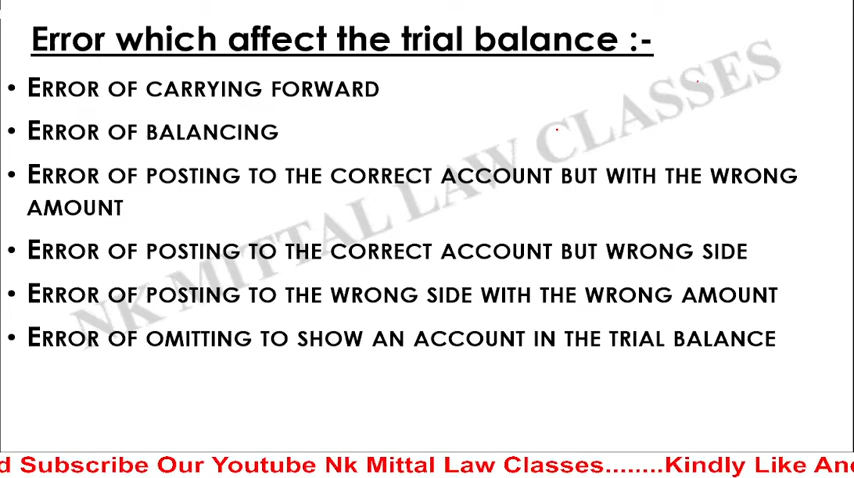 Error which affect the trial balance :-
• ERROR OF CARRYING FORWARD
• ERROR OF BALANCING
• ERROR OF POSTING TO THE CORRECT ACCOUNT BUT WITH THE WRONG
AMOUNT
• ERROR OF POSTING TO THE CORRECT ACCOUNT BUT WRONG SIDE
• ERROR OF POSTING TO THE WRONG SIDE WITH THE WRONG AMOUNT
• ERROR OF OMITTING TO SHOW AN ACCOUNT IN THE TRIAL BALANCE
NK MITTAL LAW CLASSES
d Subscribe Our Youtube Nk Mittal Law Classes........Kindly Like And